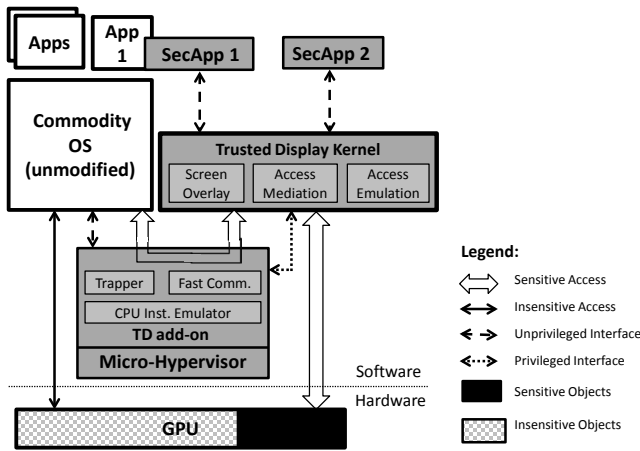 Apps
App
1
SecApp 1
SecApp 2
Commodity
OS
(unmodified)
Trusted Display Kernel
Screen
Overlay
Access
Mediation
Access
Emulation
Trapper
Fast Comm.
CPU Inst. Emulator
TD add-on
Micro-Hypervisor
Software
Hardware
GPU
Legend:
Sensitive Access
Insensitive Access
Unprivileged Interface
Privileged Interface
Sensitive Objects
Insensitive Objects